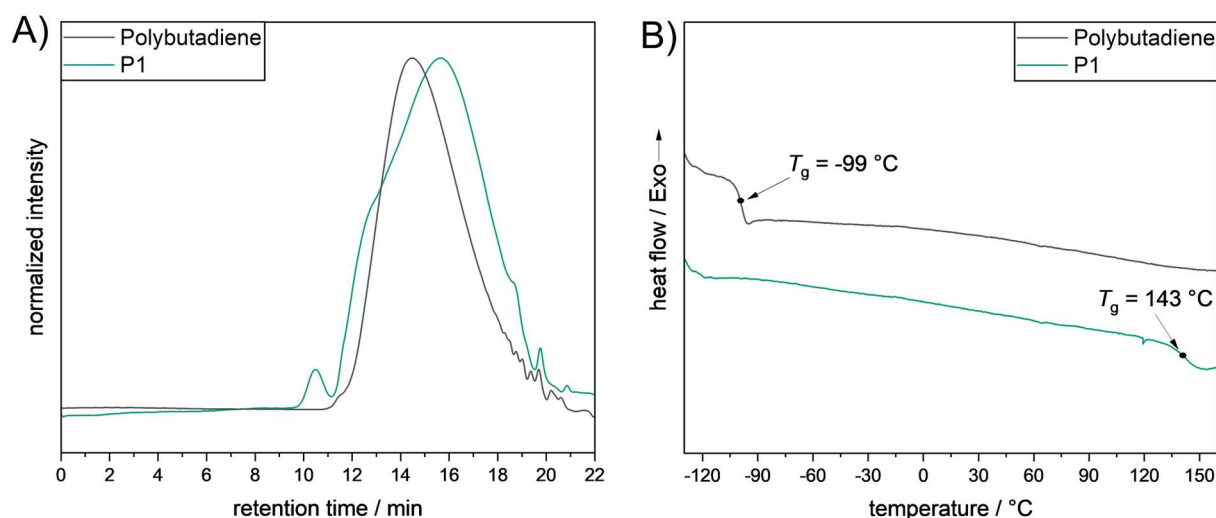 A)
Polybutadiene
P1
normalized intensity
0 2 4 6 8 10 12 14 16 18 20 22
retention time / min
B)
Polybutadiene
P1
heat flow / Exo
Tg = -99 °C
Tg = 143 °C
-120 -90 -60 -30 0 30 60 90 120 150
temperature / °C